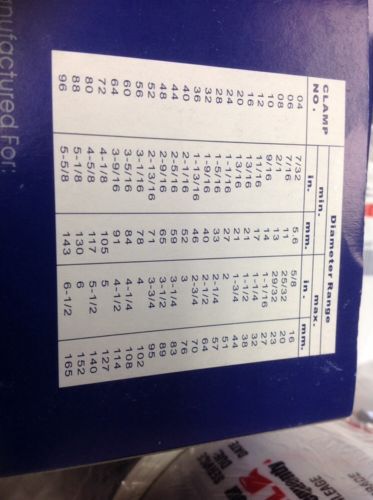 Diameter Range
CLAMP NO. min. max.
in. mm. in. mm.
04 7/32 5.6 5/8 16
06 7/16 11 25/32 20
08 2/1 13 29/32 23
10 9/16 14 1-1/16 27
12 11/16 17 1-1/4 32
16 13/16 21 1-1/2 38
20 13/16 21 1-3/4 44
24 1-1/16 27 2 51
28 1-5/16 33 2-1/4 57
32 1-9/16 40 2-1/2 64
36 1-13/16 46 2-3/4 70
40 2-1/16 52 3 76
44 2-5/16 59 3-1/4 83
48 2-9/16 65 3-1/2 89
52 2-13/16 71 3-3/4 95
56 3-1/16 78 4 102
60 3-5/16 84 4-1/4 108
64 3-9/16 91 4-1/2 114
72 4-1/8 105 5 127
80 4-5/8 117 5-1/2 140
88 5-1/8 130 6 152
96 5-5/8 143 6-1/2 165
nufactured For:
SERVICE
DUE:
DATE